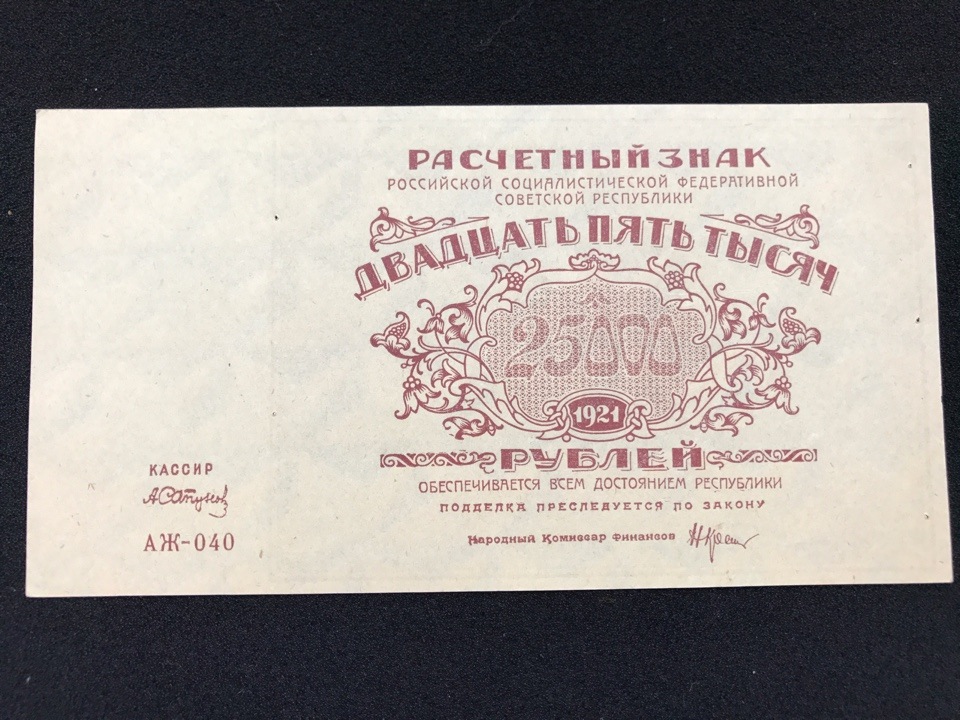 РАСЧЕТНЫЙ ЗНАК
РОССИЙСКОЙ СОЦИАЛИСТИЧЕСКОЙ ФЕДЕРАТИВНОЙ
СОВЕТСКОЙ РЕСПУБЛИКИ
ДВАДЦАТЬ ПЯТЬ ТЫСЯЧ
25000
1921
РУБЛЕЙ
ОБЕСПЕЧИВАЕТСЯ ВСЕМ ДОСТОЯНИЕМ РЕСПУБЛИКИ
ПОДДЕЛКА ПРЕСЛЕДУЕТСЯ ПО ЗАКОНУ
Народный Комиссар Финансов
КАССИР
АЖ-040